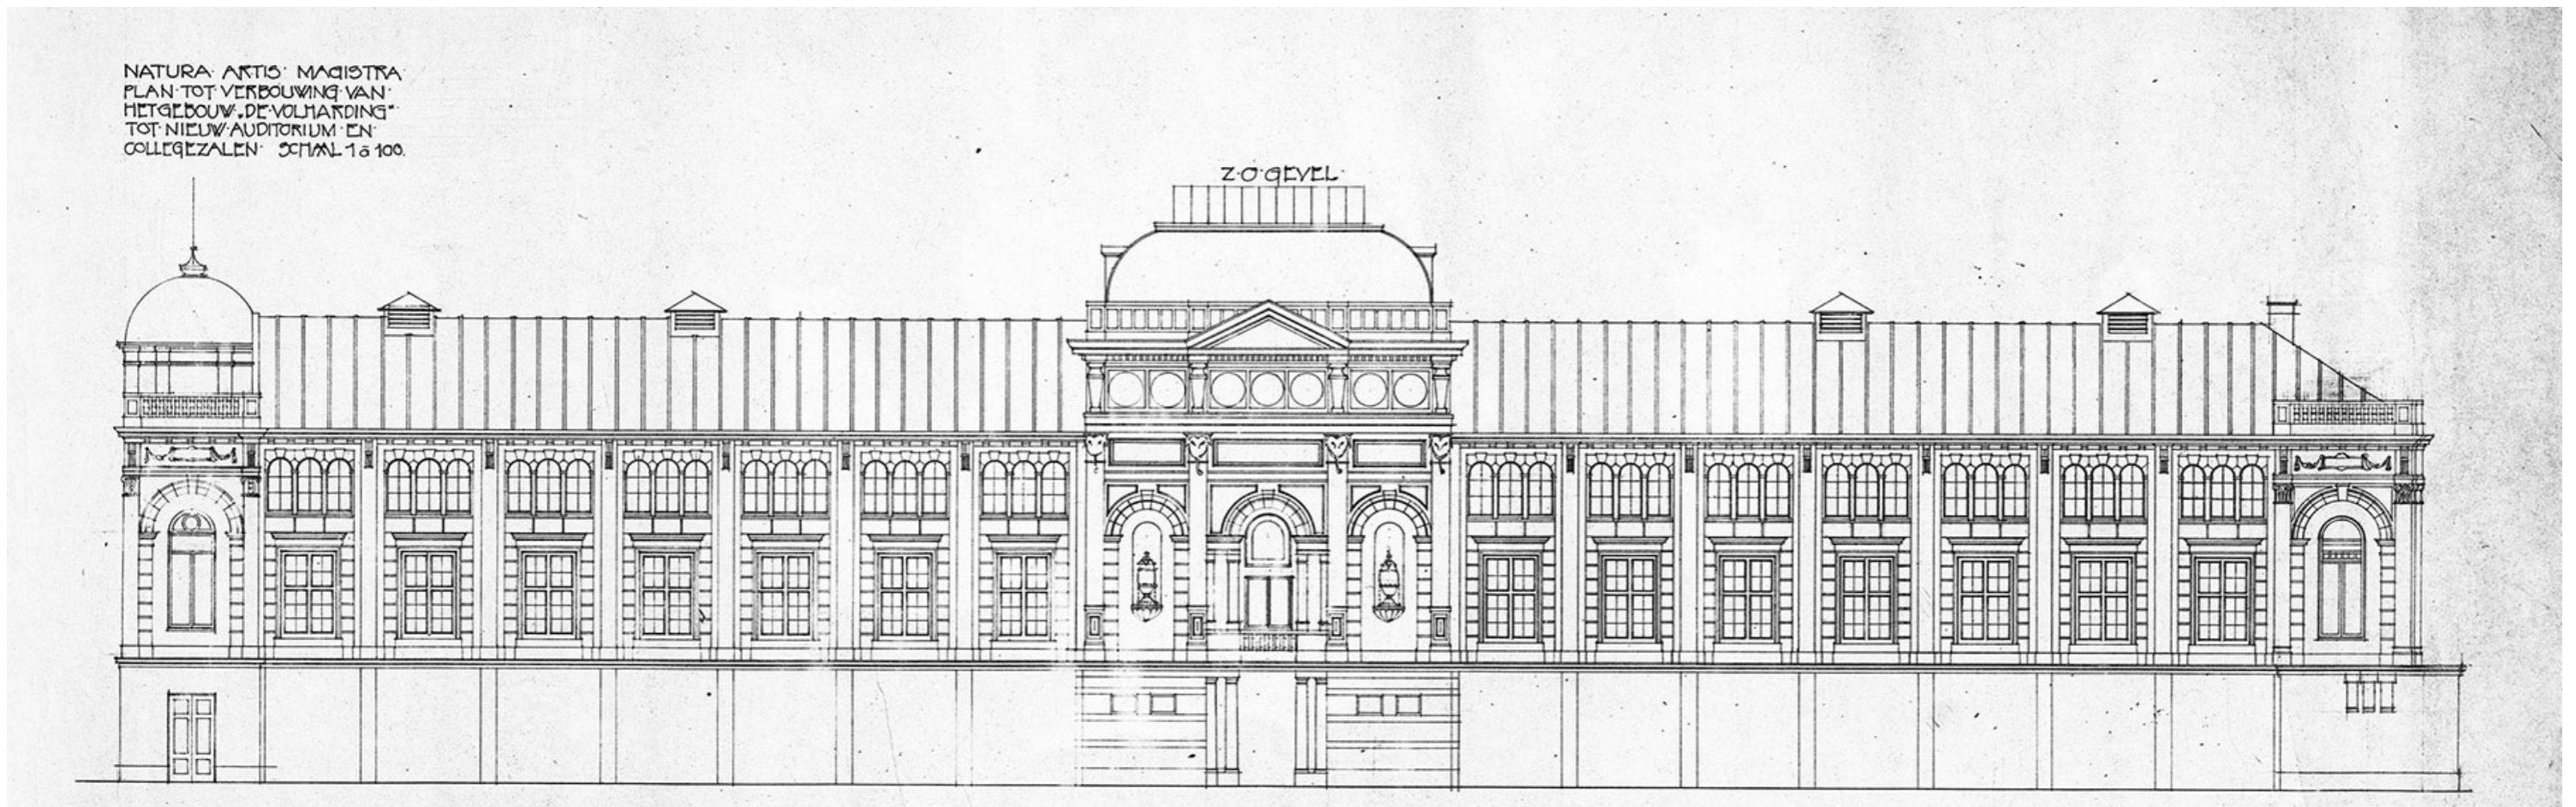 NATURA· ARTIS· MAGISTRA·
PLAN·TOT·VERBOUWING·VAN·
HET GEBOUW·„DE·VOLHARDING"·
TOT·NIEUW·AUDITORIUM·EN·
COLLEGEZALEN· SCHAAL 1 à 100.
Z·O·GEVEL·